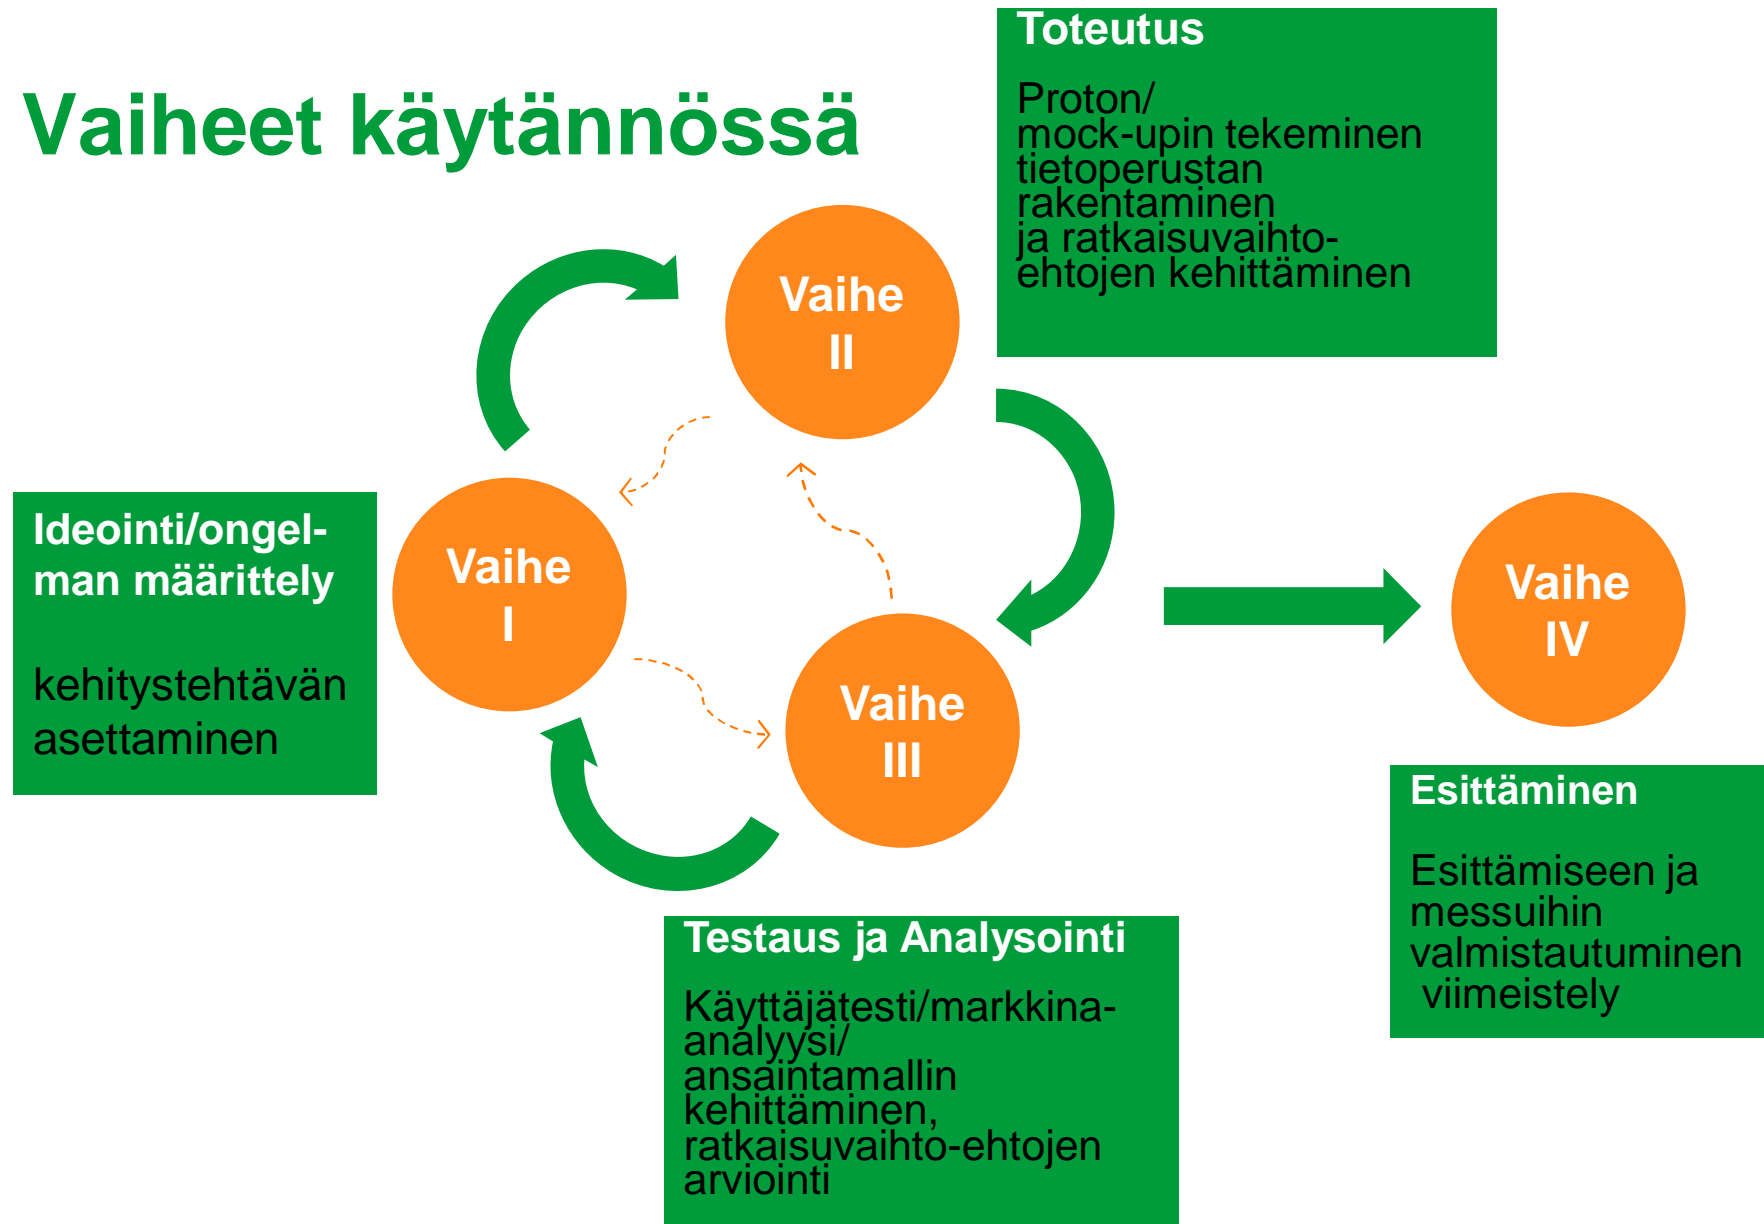 Vaiheet käytännössä
Toteutus
Proton/
mock-upin tekeminen
tietoperustan
rakentaminen
ja ratkaisuvaihto-
ehtojen kehittäminen
Vaihe
II
Ideointi/ongel-
man määrittely
kehitystehtävän
asettaminen
Vaihe
I
Vaihe
III
Vaihe
IV
Testaus ja Analysointi
Käyttäjätesti/markkina-
analyysi/
ansaintamallin
kehittäminen,
ratkaisuvaihto-ehtojen
arviointi
Esittäminen
Esittämiseen ja
messuihin
valmistautuminen
viimeistely